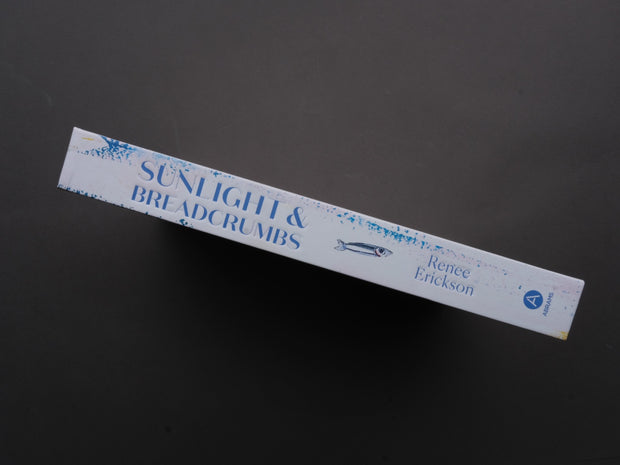 SUNLIGHT &
BREADCRUMBS
Renee
Erickson
A
ABRAMS